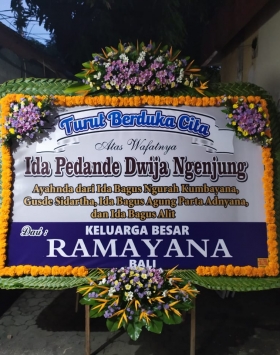 Turut Berduka Cita
Atas Wafatnya
Ida Pedande Dwija Ngenjung
Ayahnda dari Ida Bagus Ngurah Kumbayana,
Gusde Sidartha, Ida Bagus Agung Parta Adnyana,
dan Ida Bagus Alit
Dari :
KELUARGA BESAR
RAMAYANA
BALI